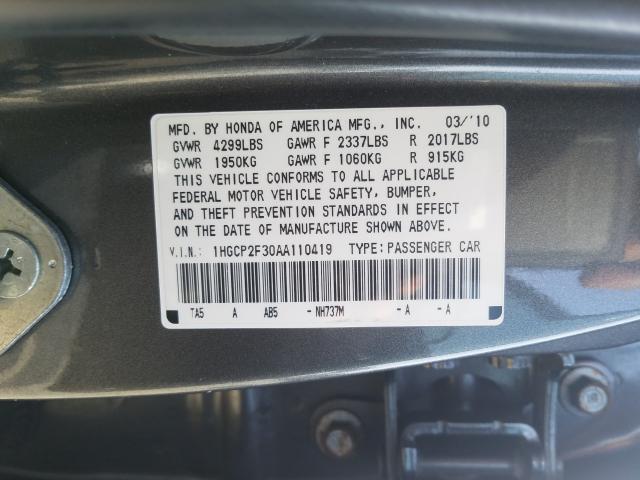 MFD. BY HONDA OF AMERICA MFG., INC. 03/'10
GVWR 4299LBS GAWR F 2337LBS R 2017LBS
GVWR 1950KG GAWR F 1060KG R 915KG
THIS VEHICLE CONFORMS TO ALL APPLICABLE
FEDERAL MOTOR VEHICLE SAFETY, BUMPER,
AND THEFT PREVENTION STANDARDS IN EFFECT
ON THE DATE OF MANUFACTURE SHOWN ABOVE.
V.I.N.: 1HGCP2F30AA110419 TYPE: PASSENGER CAR
TA5 A AB5 - NH737M - A - A